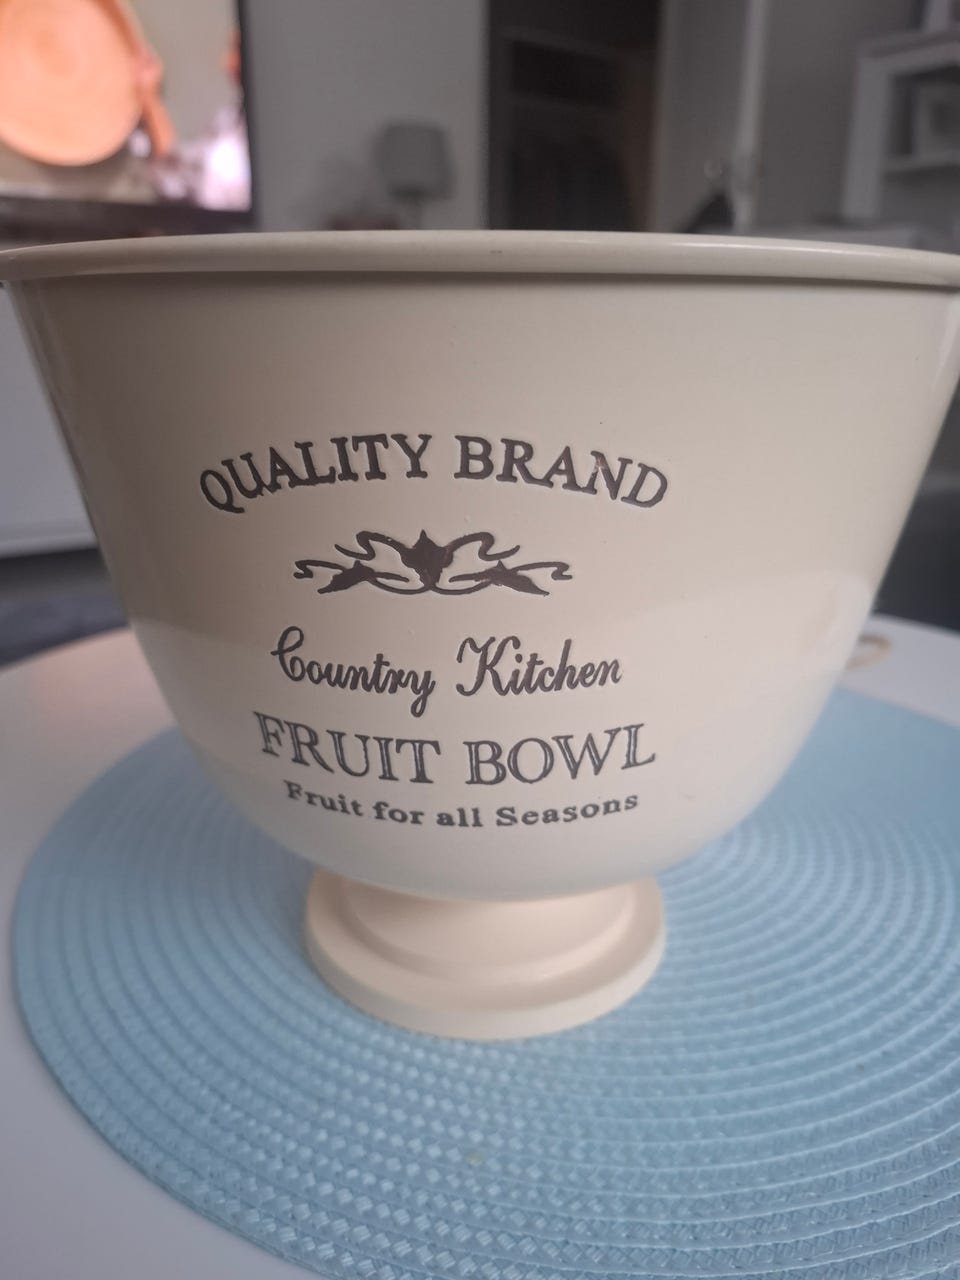 QUALITY BRAND
Country Kitchen
FRUIT BOWL
Fruit for all Seasons